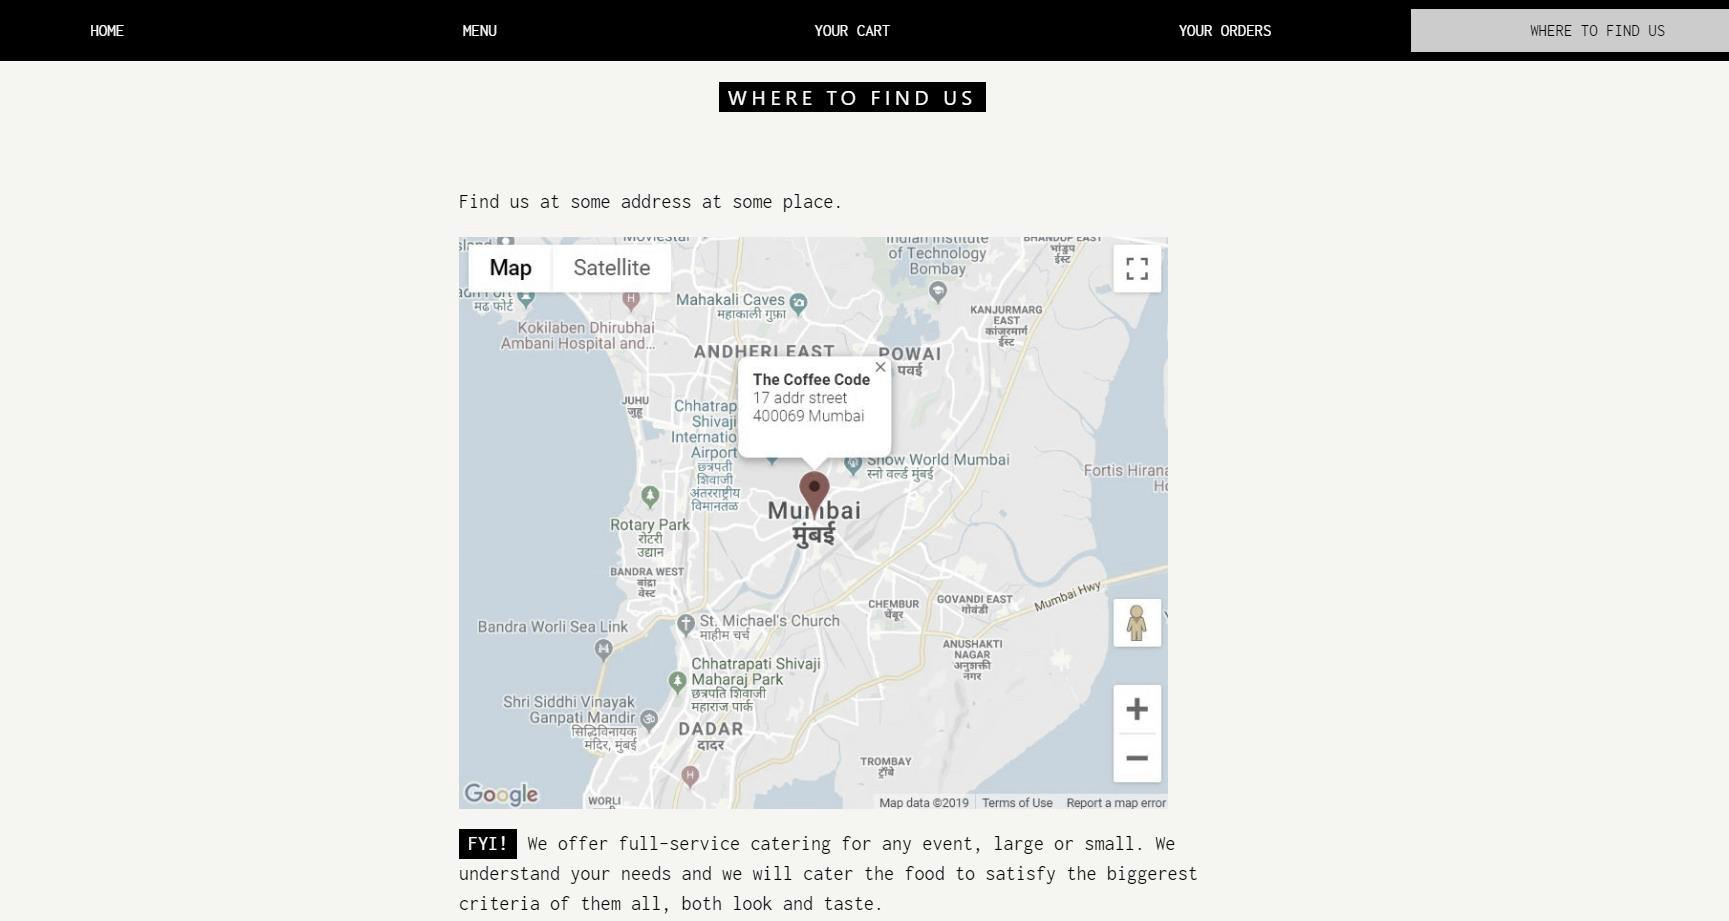 HOME MENU YOUR CART YOUR ORDERS WHERE TO FIND US
WHERE TO FIND US
Find us at some address at some place.
Map Satellite
Indian Institute
of Technology
Bombay
BHANDUP EAST
भांडुप
ईस्ट
मढ फोर्ट
Mahakali Caves
महाकाली गुफ़ा
Kokilaben Dhirubhai
Ambani Hospital and...
KANJURMARG
EAST
कांजुरमार्ग
ईस्ट
ANDHERI EAST
POWAI
पवई
The Coffee Code
17 addr street
400069 Mumbai
JUHU
जुहू
Chhatrap
Shivaji
Internatio
Airport
छत्रपती
शिवाजी
अंतरराष्ट्रीय
विमानतळ
Snow World Mumbai
स्नो वर्ल्ड मुंबई
Fortis Hirana
Ho
Mumbai
मुंबई
Rotary Park
रोटरी
उद्यान
BANDRA WEST
बांद्रा
वेस्ट
CHEMBUR
चेंबूर
GOVANDI EAST
गोवंडी
Mumbai Hwy
Bandra Worli Sea Link
St. Michael's Church
माहीम चर्च
ANUSHAKTI
NAGAR
अनुशक्ती
नगर
Chhatrapati Shivaji
Maharaj Park
छत्रपति शिवाजी
महाराज पार्क
Shri Siddhi Vinayak
Ganpati Mandir
सिद्धिविनायक
मंदिर, मुंबई
DADAR
दादर
TROMBAY
ट्रॉंबे
WORLI
Google
Map data ©2019 Terms of Use Report a map error
FYI! We offer full-service catering for any event, large or small. We
understand your needs and we will cater the food to satisfy the biggerest
criteria of them all, both look and taste.